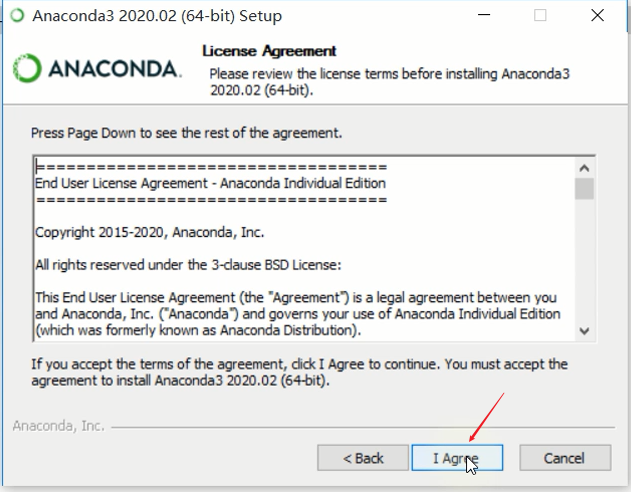 Anaconda3 2020.02 (64-bit) Setup
License Agreement
ANACONDA.
Please review the license terms before installing Anaconda3
2020.02 (64-bit).
Press Page Down to see the rest of the agreement.
===================================
End User License Agreement - Anaconda Individual Edition
===================================
Copyright 2015-2020, Anaconda, Inc.
All rights reserved under the 3-clause BSD License:
This End User License Agreement (the "Agreement") is a legal agreement between you
and Anaconda, Inc. ("Anaconda") and governs your use of Anaconda Individual Edition
(which was formerly known as Anaconda Distribution).
If you accept the terms of the agreement, click I Agree to continue. You must accept the
agreement to install Anaconda3 2020.02 (64-bit).
Anaconda, Inc.
< Back
I Agree
Cancel